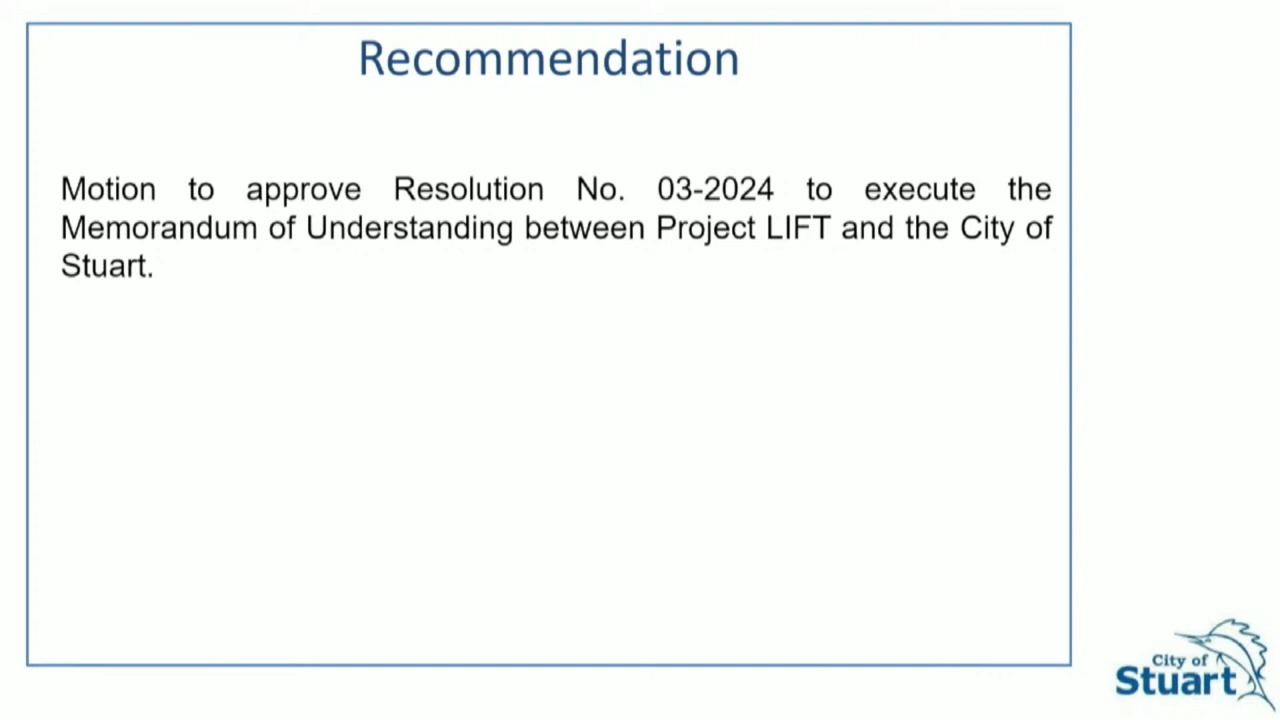 Recommendation
Motion to approve Resolution No. 03-2024 to execute the
Memorandum of Understanding between Project LIFT and the City of
Stuart.
City of
Stuart